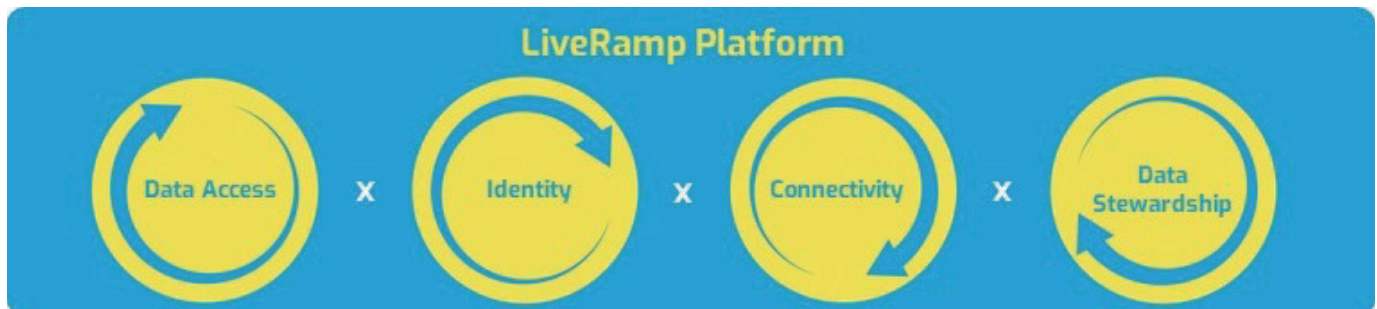 LiveRamp Platform
Data Access x Identity x Connectivity x Data
Stewardship